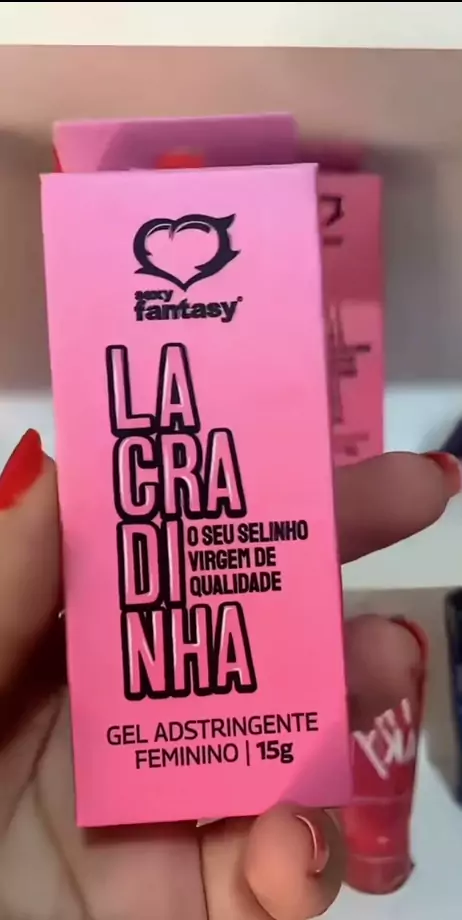 sexy
fantasy
LA
CRA
DI
NHA
O SEU SELINHO
VIRGEM DE
QUALIDADE
GEL ADSTRINGENTE
FEMININO | 15g